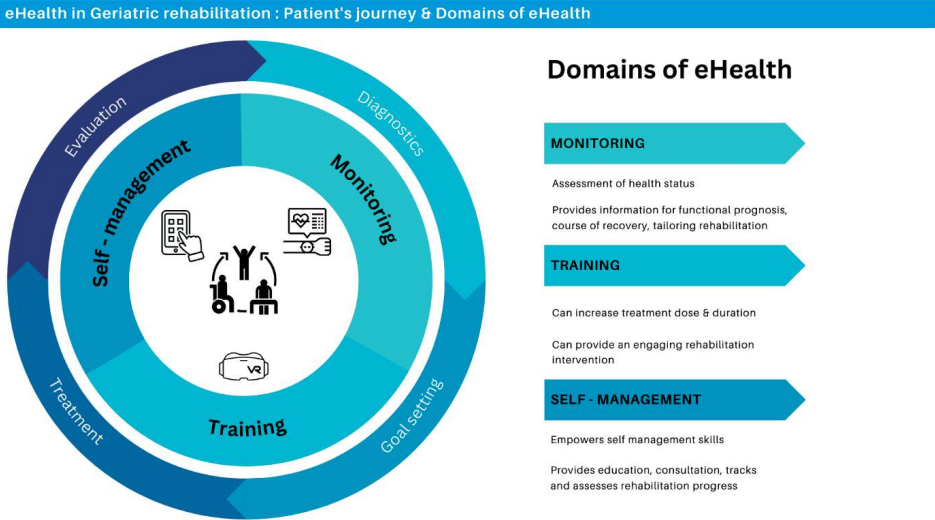 eHealth in Geriatric rehabilitation : Patient's journey & Domains of eHealth
Evaluation
Diagnostics
Goal setting
Treatment
Self - management
Monitoring
Training
VR
Domains of eHealth
MONITORING
Assessment of health status
Provides information for functional prognosis,
course of recovery, tailoring rehabilitation
TRAINING
Can increase treatment dose & duration
Can provide an engaging rehabilitation
intervention
SELF - MANAGEMENT
Empowers self management skills
Provides education, consultation, tracks
and assesses rehabilitation progress